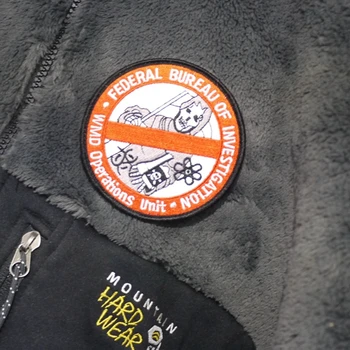 FEDERAL BUREAU OF INVESTIGATION
WMD Operations Unit
MOUNTAIN
HARD
WEAR